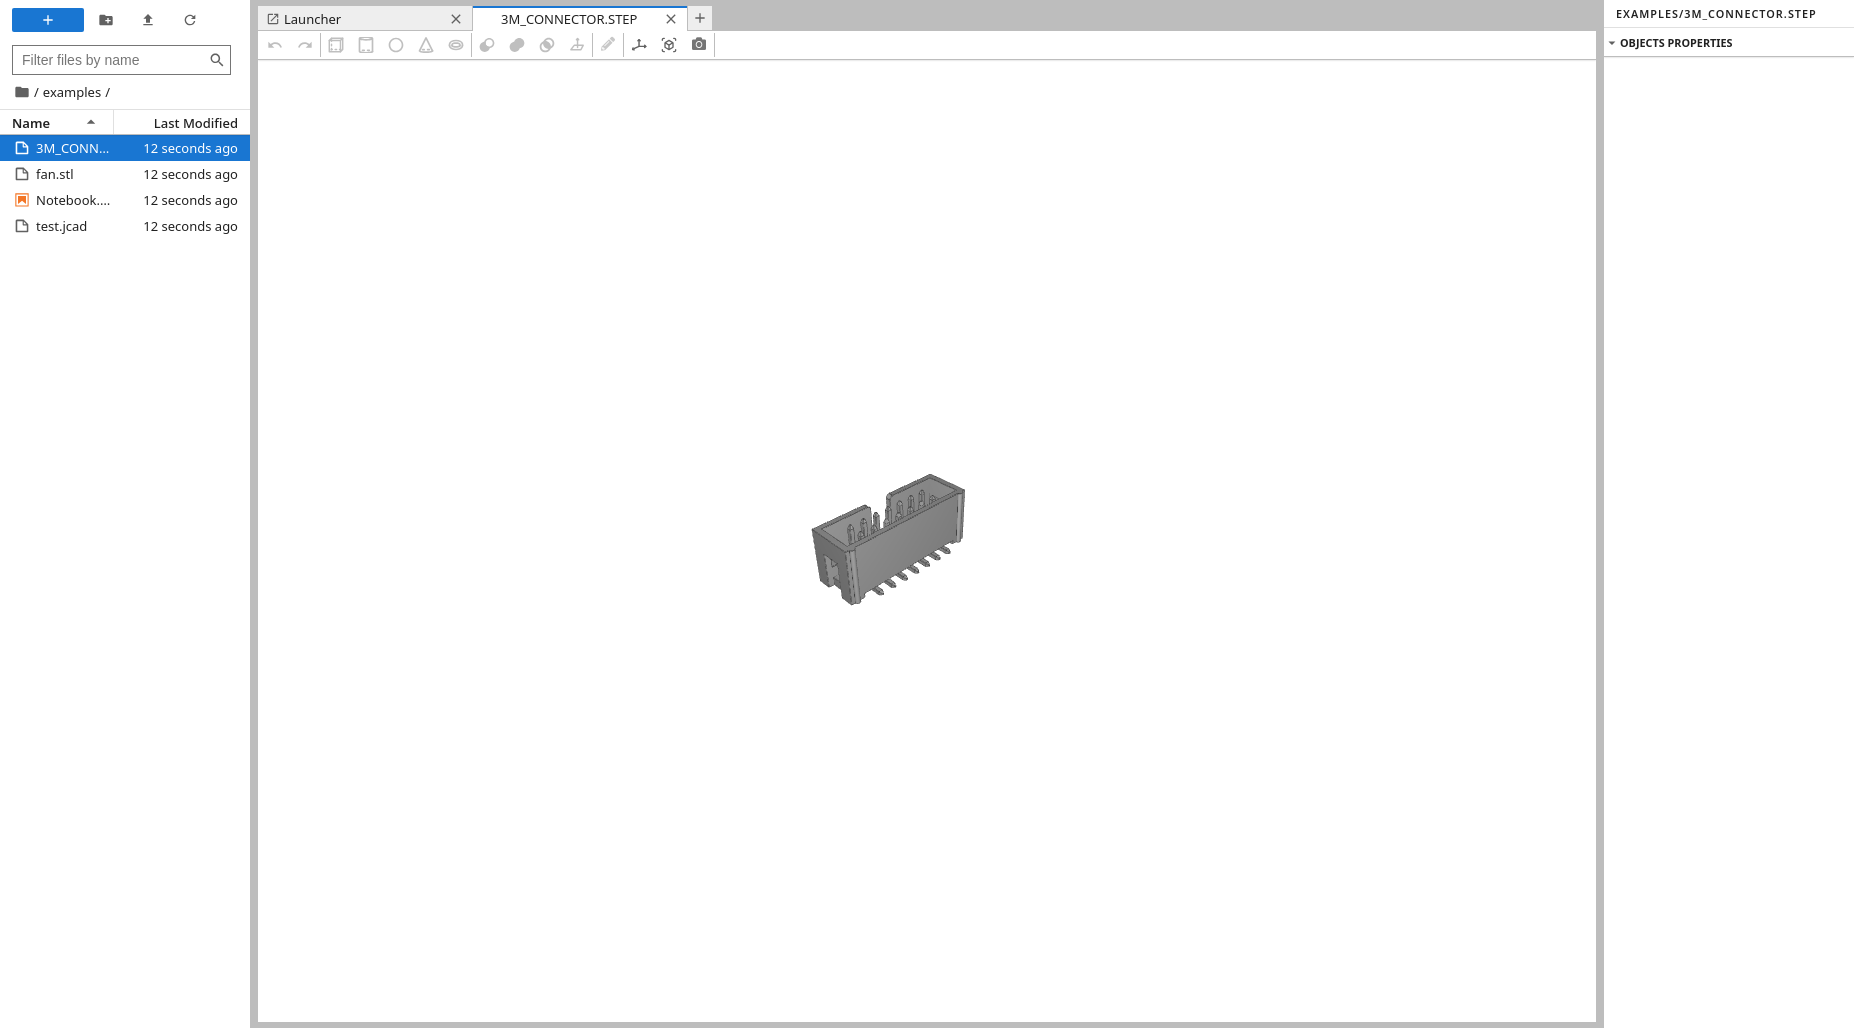 Filter files by name
/ examples /
Name Last Modified
3M_CONN... 12 seconds ago
fan.stl 12 seconds ago
Notebook.... 12 seconds ago
test.jcad 12 seconds ago
Launcher
3M_CONNECTOR.STEP
EXAMPLES/3M_CONNECTOR.STEP
OBJECTS PROPERTIES